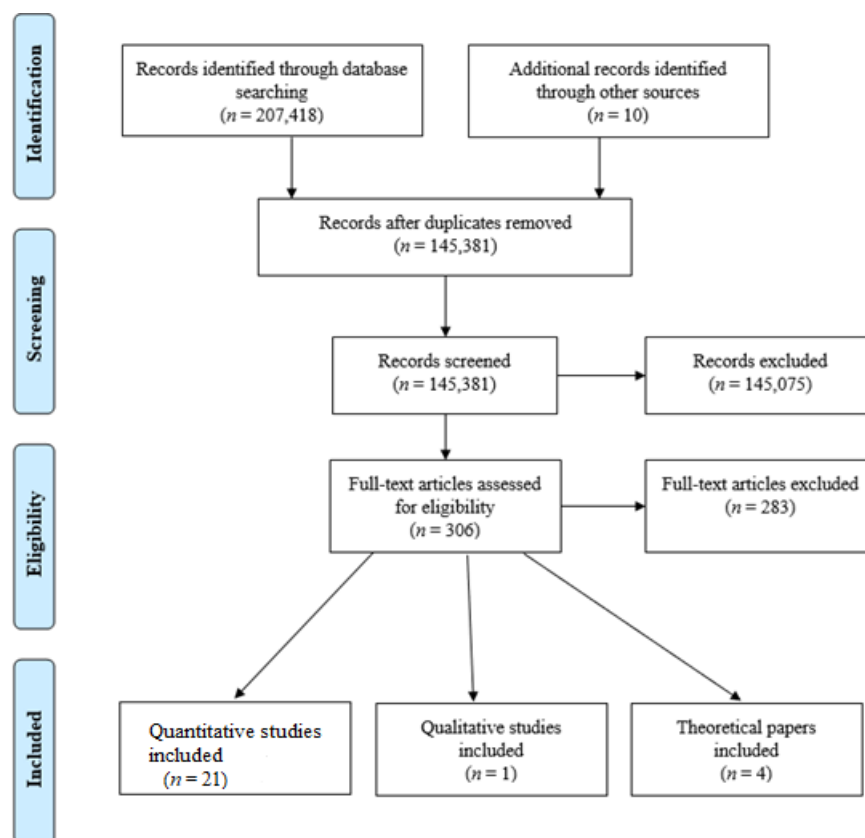 Identification
Records identified through database
searching
(n = 207,418)
Additional records identified
through other sources
(n = 10)
Records after duplicates removed
(n = 145,381)
Screening
Records screened
(n = 145,381)
Records excluded
(n = 145,075)
Eligibility
Full-text articles assessed
for eligibility
(n = 306)
Full-text articles excluded
(n = 283)
Included
Quantitative studies
included
(n = 21)
Qualitative studies
included
(n = 1)
Theoretical papers
included
(n = 4)